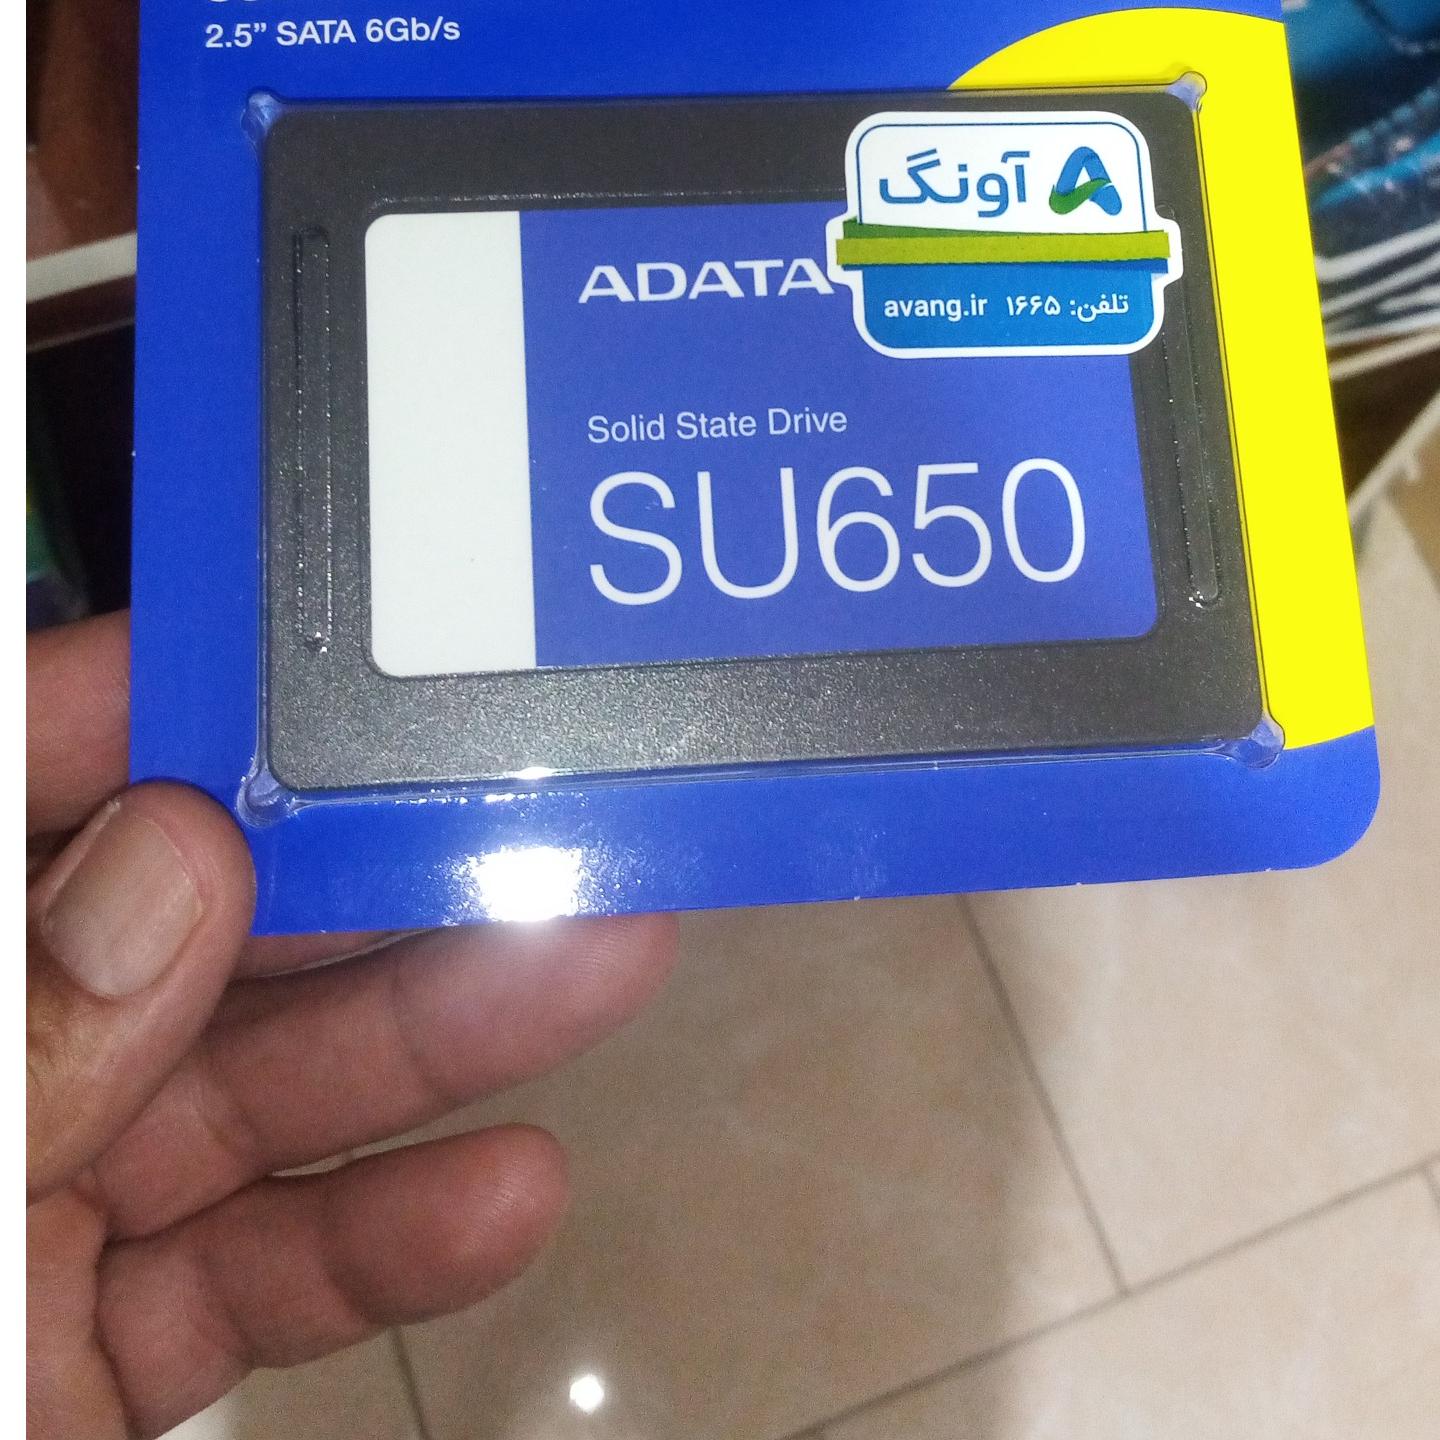 2.5” SATA 6Gb/s
آونگ
ADATA
تلفن: ۱۶۶۵ avang.ir
Solid State Drive
SU650